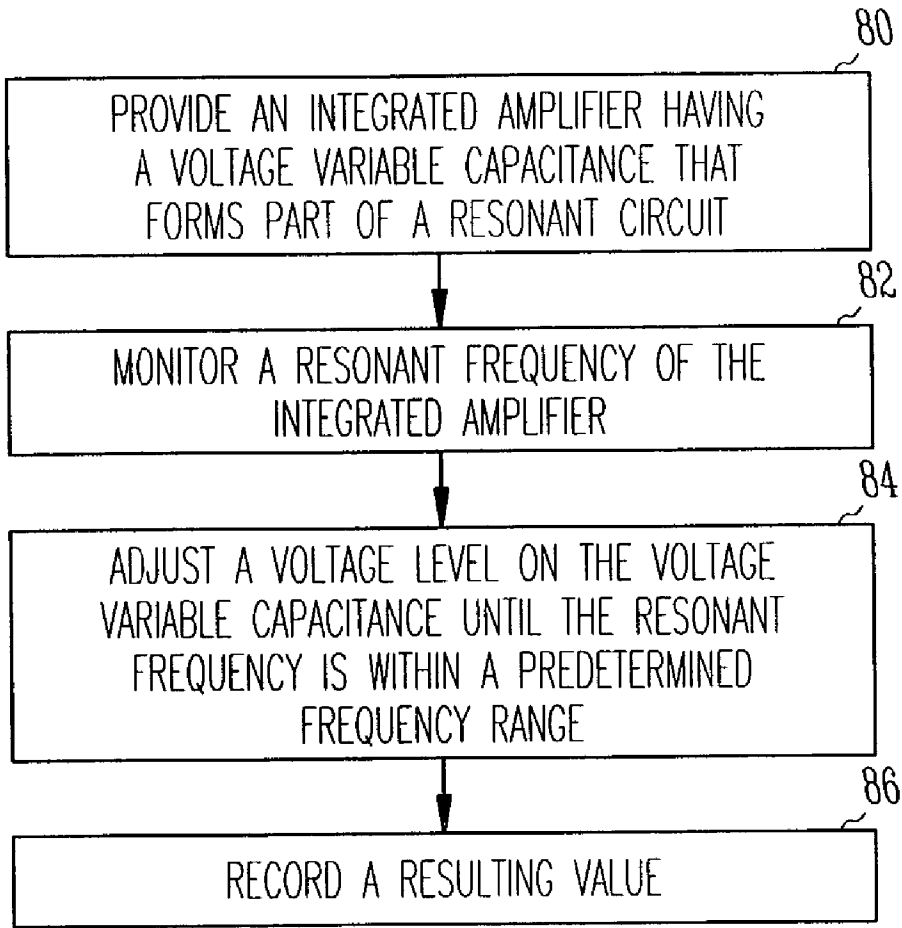 80
PROVIDE AN INTEGRATED AMPLIFIER HAVING
A VOLTAGE VARIABLE CAPACITANCE THAT
FORMS PART OF A RESONANT CIRCUIT
82
MONITOR A RESONANT FREQUENCY OF THE
INTEGRATED AMPLIFIER
84
ADJUST A VOLTAGE LEVEL ON THE VOLTAGE
VARIABLE CAPACITANCE UNTIL THE RESONANT
FREQUENCY IS WITHIN A PREDETERMINED
FREQUENCY RANGE
86
RECORD A RESULTING VALUE